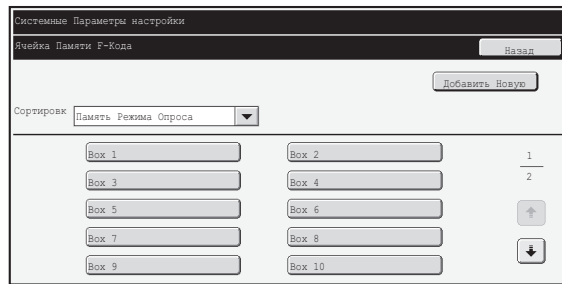 Системные Параметры настройки
Ячейка Памяти F-Кода
Назад
Добавить Новую
Сортировк
Память Режима Опроса
Box 1 Box 2
Box 3 Box 4
Box 5 Box 6
Box 7 Box 8
Box 9 Box 10
1
2